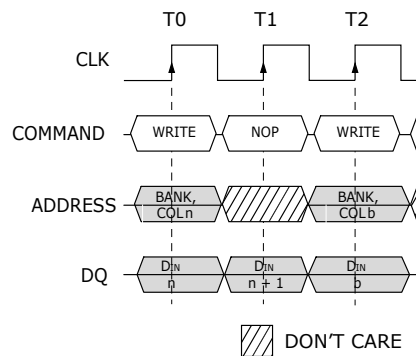 T0 T1 T2
CLK
COMMAND WRITE NOP WRITE
ADDRESS BANK, COLn BANK, COLb
DQ DIN n DIN n + 1 DIN b
DON'T CARE